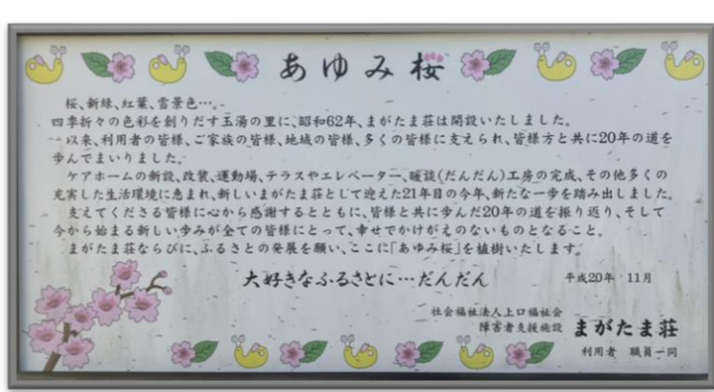 あゆみ桜
桜、新緑、紅葉、雪景色…。
四季折々の色彩を創りだす玉湯の里に、昭和62年、まがたま荘は開設いたしました。
以来、利用者の皆様、ご家族の皆様、地域の皆様、多くの皆様に支えられ、皆様方と共に20年の道を
歩んでまいりました。
ケアホームの新設、改装、運動場、テラスやエレベーター、暖談(だんだん)工房の完成、その他多くの
充実した生活環境に恵まれ、新しいまがたま荘として迎えた21年目の今年、新たな一歩を踏み出しました。
支えてくださる皆様に心から感謝するとともに、皆様と共に歩んだ20年の道を振り返り、そして
今から始まる新しい歩みが全ての皆様にとって、幸せでかけがえのないものとなること。
まがたま荘ならびに、ふるさとの発展を願い、ここに「あゆみ桜」を植樹いたします。
大好きなふるさとに…だんだん
平成20年 11月
社会福祉法人上口福祉会
障害者支援施設 まがたま荘
利用者 職員一同